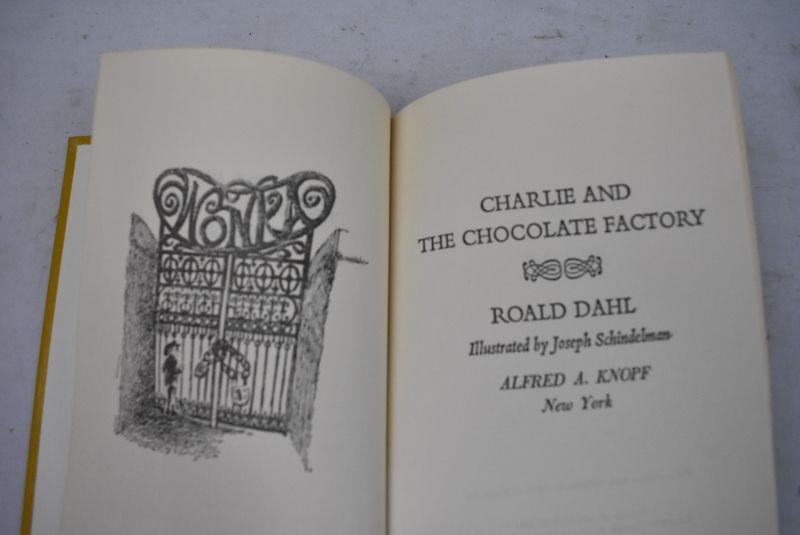 WONKA
CHARLIE AND
THE CHOCOLATE FACTORY
ROALD DAHL
Illustrated by Joseph Schindelman
ALFRED A. KNOPF
New York